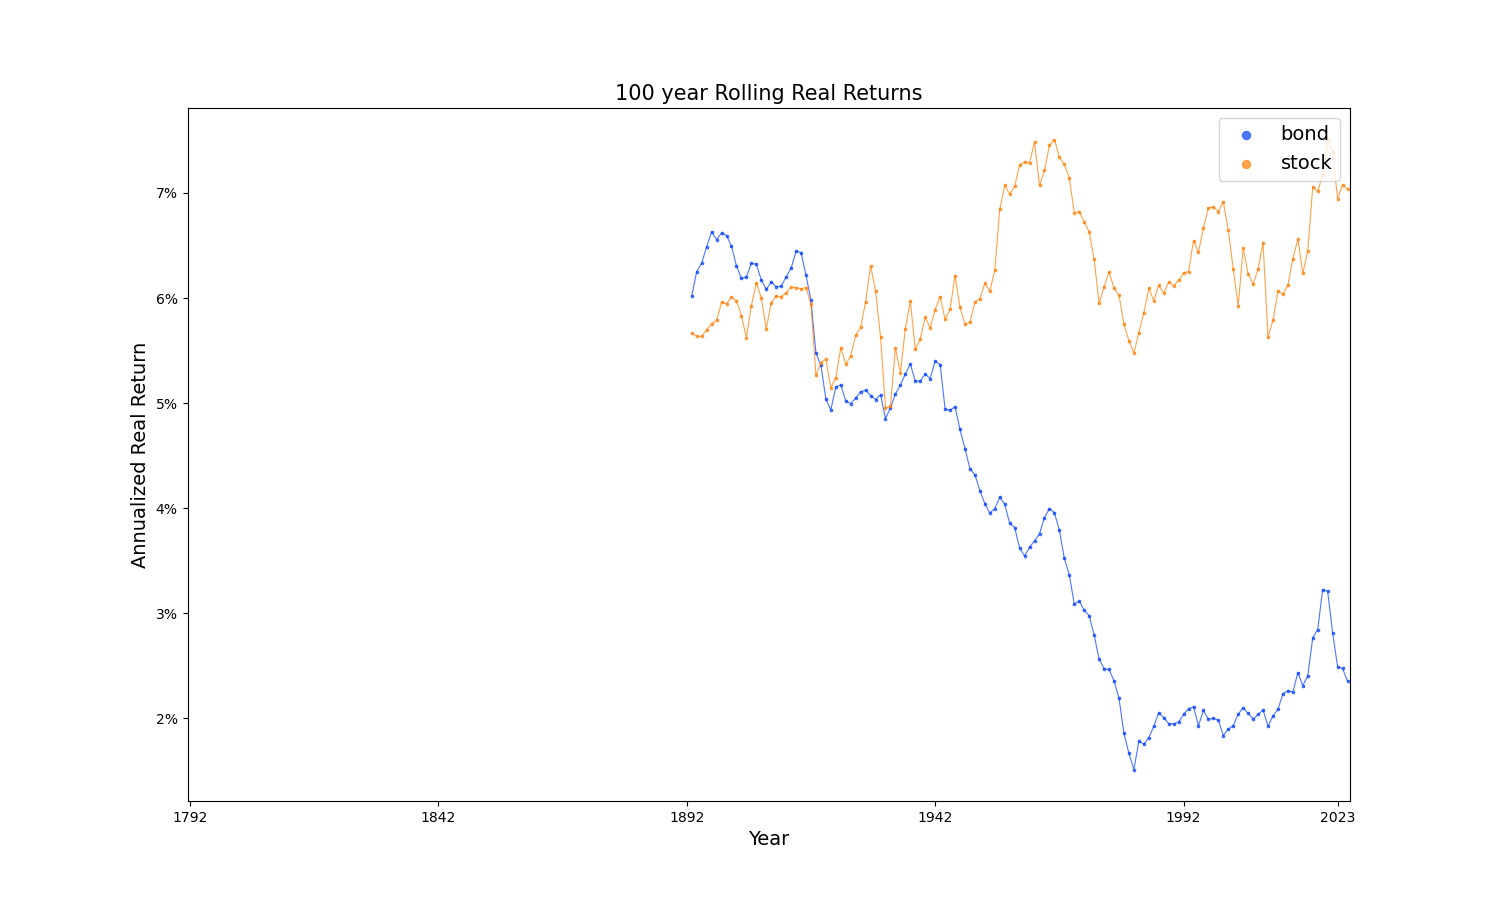 100 year Rolling Real Returns
bond
stock
Annualized Real Return
7%
6%
5%
4%
3%
2%
1792
1842
1892
1942
1992
2023
Year